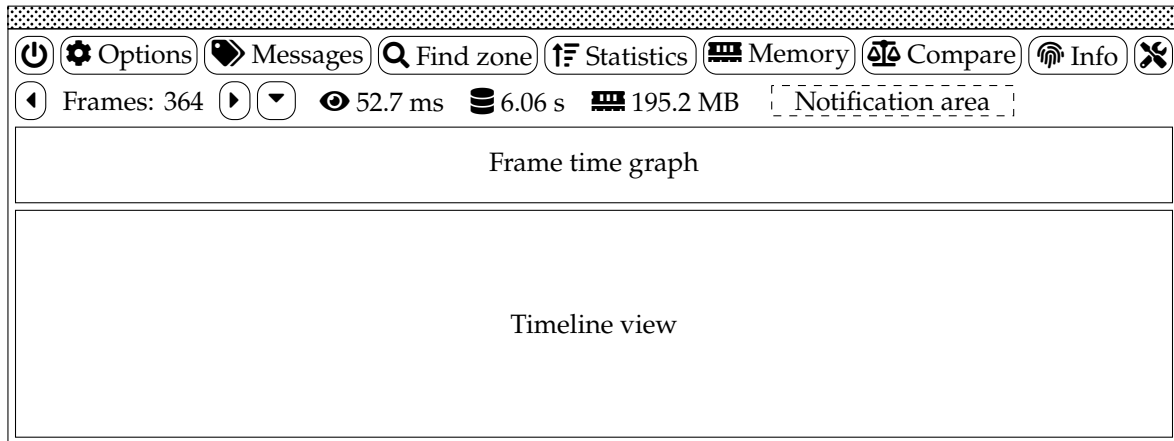 Options Messages Find zone Statistics Memory Compare Info
Frames: 364 52.7 ms 6.06 s 195.2 MB Notification area
Frame time graph
Timeline view